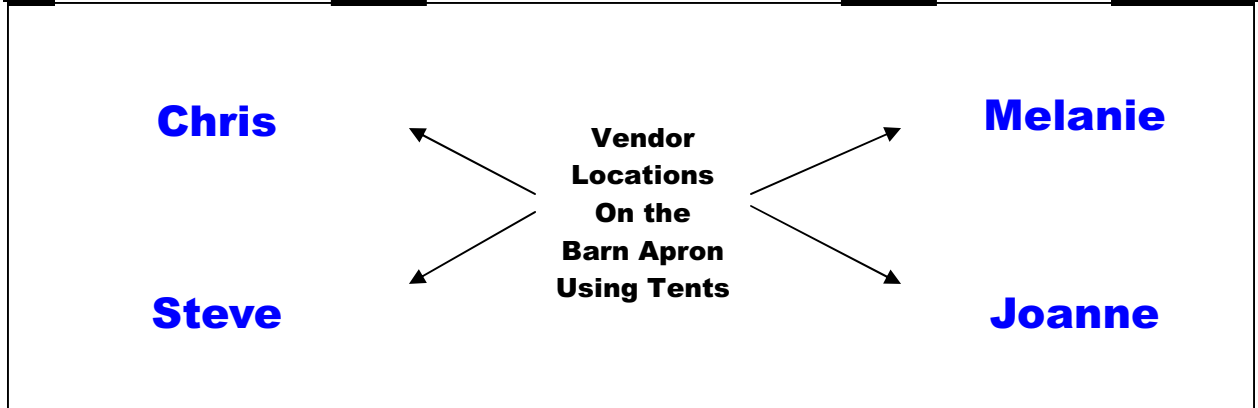 Chris
Melanie
Vendor
Locations
On the
Barn Apron
Using Tents
Steve
Joanne